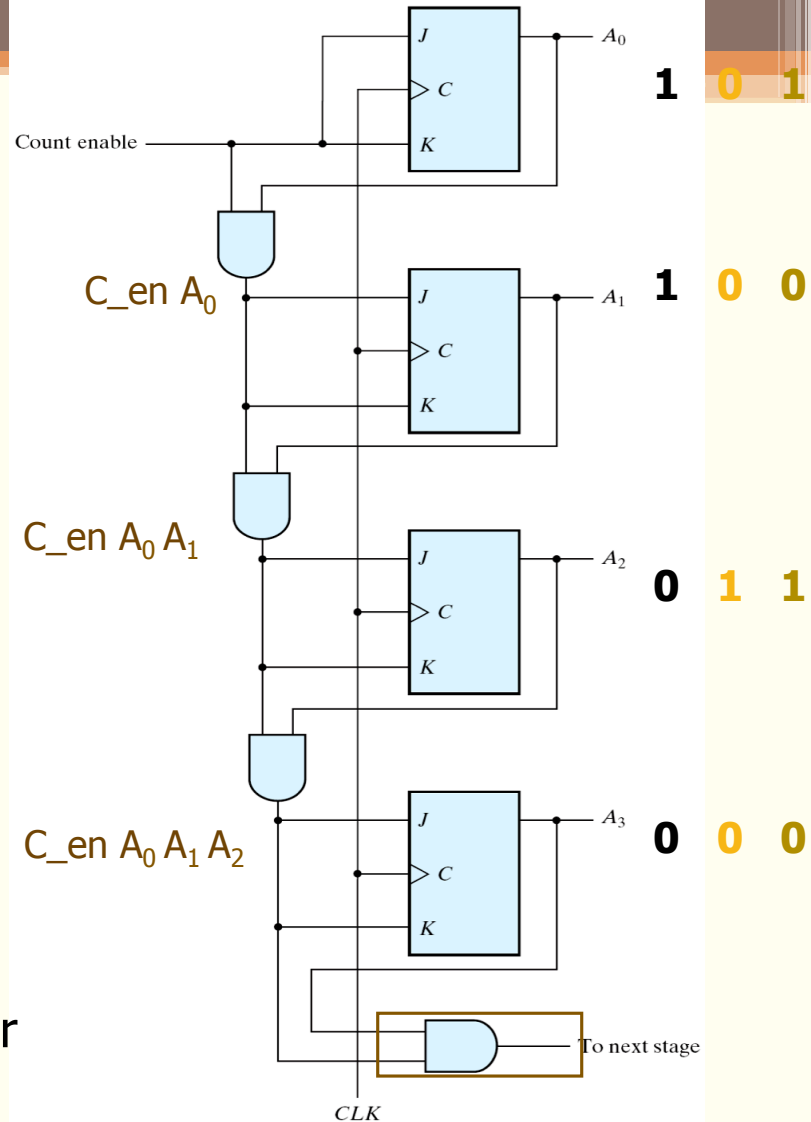 J A₀
1 0 1
C
Count enable K
C_en A₀
J A₁ 1 0 0
C
K
C_en A₀ A₁
J A₂
0 1 1
C
K
J A₃
C_en A₀ A₁ A₂ 0 0 0
C
K
r
To next stage
CLK